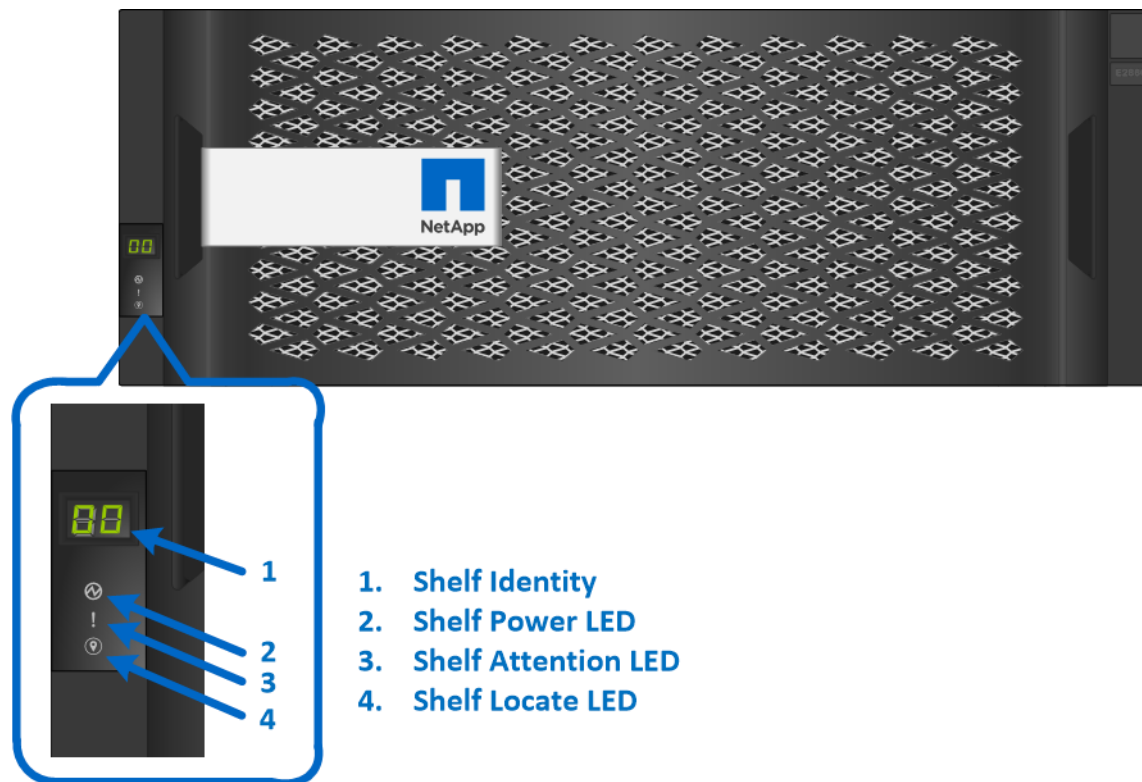 00
NetApp
00
1
2
3
4
1. Shelf Identity
2. Shelf Power LED
3. Shelf Attention LED
4. Shelf Locate LED